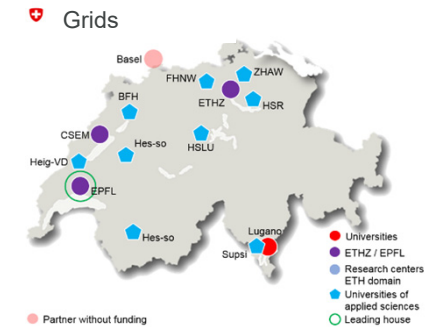 Grids
Basel
FHNW
ZHAW
ETHZ
BFH
HSR
CSEM
Hes-so
HSLU
Heig-VD
EPFL
Hes-so
Lugano
Supsi
Universities
ETHZ / EPFL
Research centers
ETH domain
Universities of
applied sciences
Partner without funding
Leading house